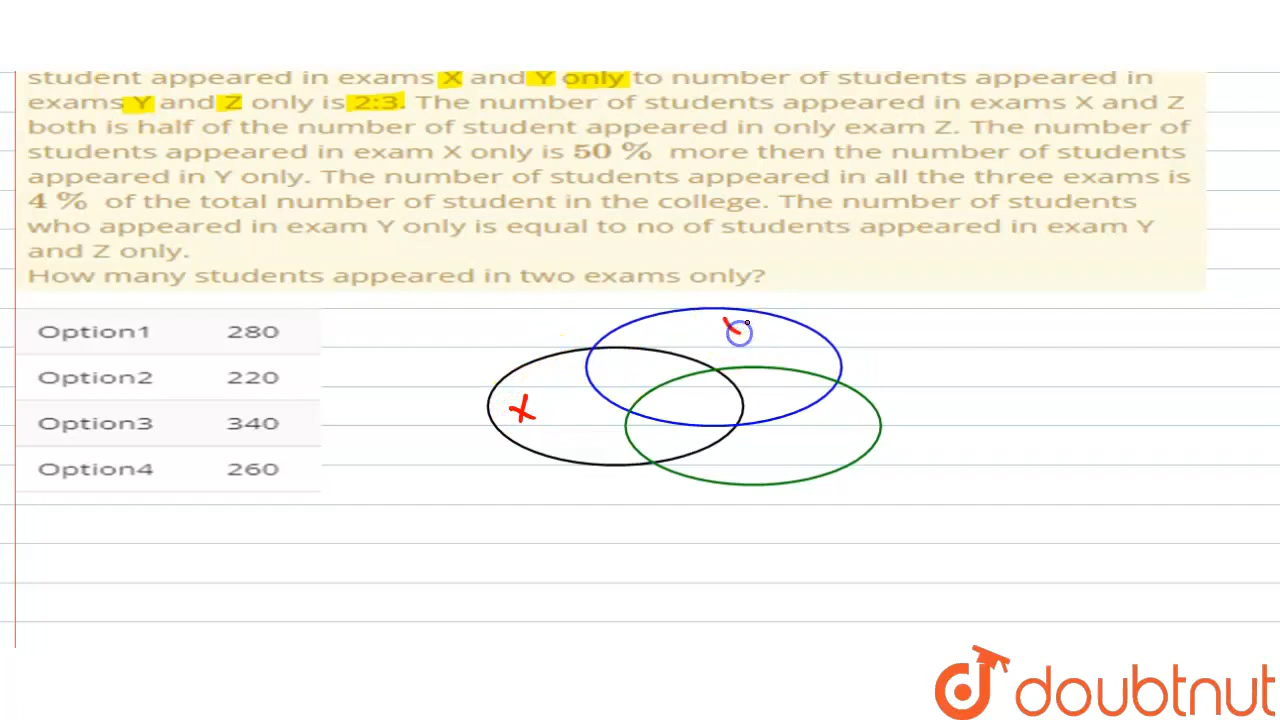 student appeared in exams X and Y only to number of students appeared in
exams Y and Z only is 2:3. The number of students appeared in exams X and Z
both is half of the number of student appeared in only exam Z. The number of
students appeared in exam X only is 50 % more then the number of students
appeared in Y only. The number of students appeared in all the three exams is
4 % of the total number of student in the college. The number of students
who appeared in exam Y only is equal to no of students appeared in exam Y
and Z only.
How many students appeared in two exams only?
Option1 280
Option2 220
Option3 340
Option4 260
X
doubtnut